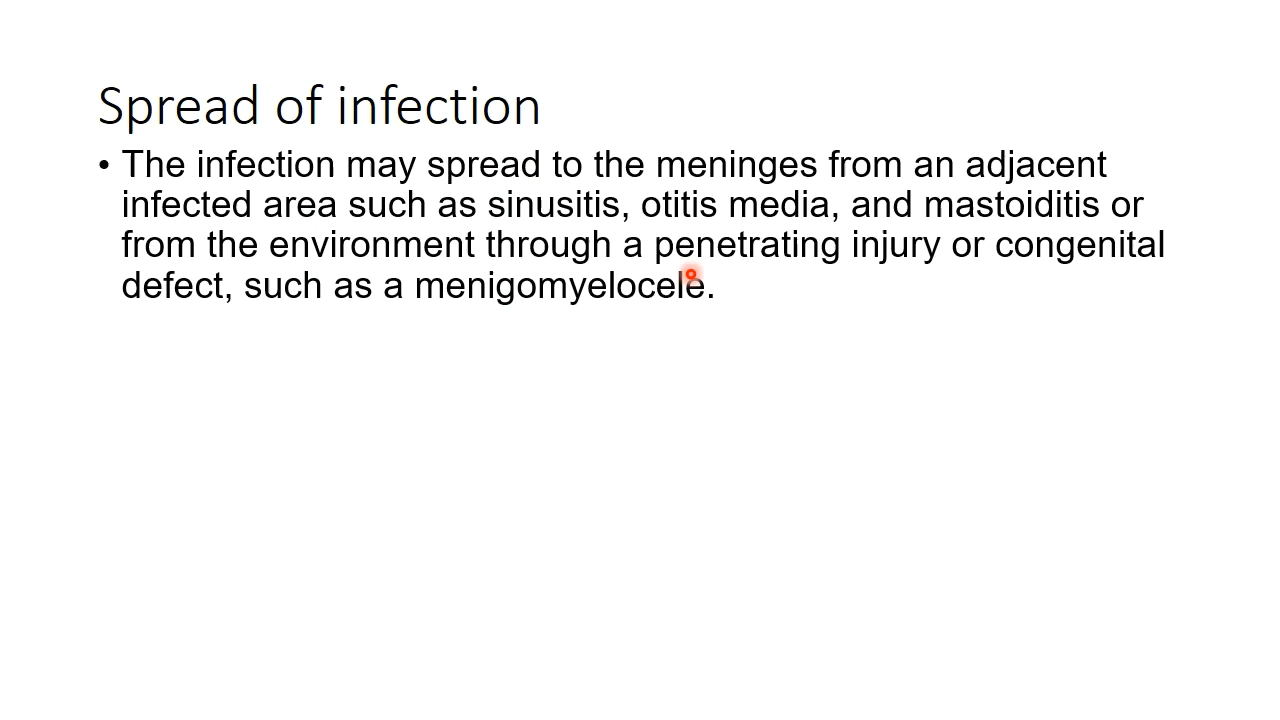 Spread of infection
• The infection may spread to the meninges from an adjacent
infected area such as sinusitis, otitis media, and mastoiditis or
from the environment through a penetrating injury or congenital
defect, such as a menigomyelocele.